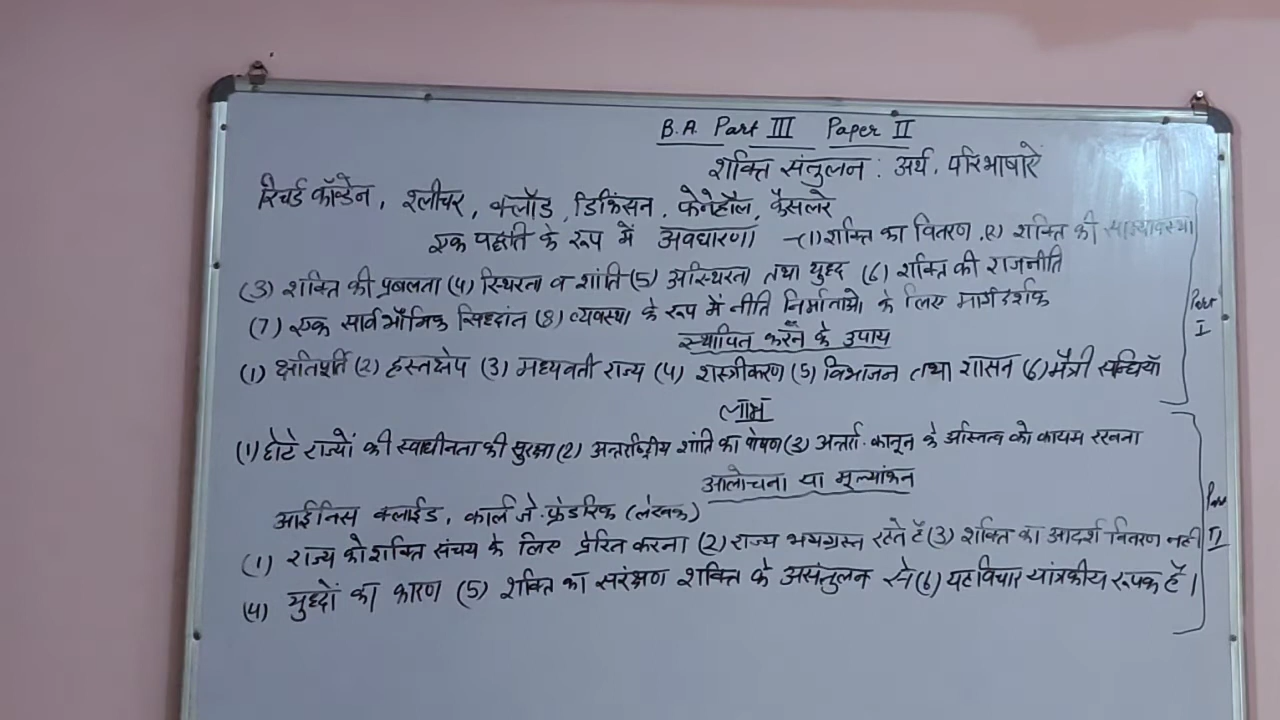 B.A. Part III Paper II
शक्ति संतुलन : अर्थ, परिभाषाऐं
रिचर्ड कॉब्डेन, श्लीचर, क्लॉड, डिकिंसन, फेनेहौल, कैसलरे
एक पद्धति के रूप में अवधारणा -(1) शक्ति का वितरण, (2) शक्ति की साम्यावस्था
(3) शक्ति की प्रबलता (4) स्थिरता व शांति (5) अस्थिरता तथा युद्ध (6) शक्ति की राजनीति
(7) एक सार्वभौमिक सिद्धांत (8) व्यवस्था के रूप में नीति निर्माताओ के लिए मार्गदर्शक
स्थापित करने के उपाय
(1) क्षतिपूर्ति (2) हस्तक्षेप (3) मध्यवर्ती राज्य (4) शस्त्रीकरण (5) विभाजन तथा शासन (6) मैत्री सन्धियाँ
Part I
लाभ
(1) छोटे राज्यों की स्वाधीनता की सुरक्षा (2) अन्तर्राष्ट्रीय शांति का पोषण (3) अन्तर्रा. कानून के अस्तित्व को कायम रखना
आलोचना या मूल्यांकन
आईनिस क्लाईड, कार्ल जे. फ्रेडरिक (लेखक)
(1) राज्य को शक्ति संचय के लिए प्रेरित करना (2) राज्य भयग्रस्त रहते हैं (3) शक्ति का आदर्श वितरण नही
(4) युद्धों का कारण (5) शक्ति का सरंक्षण शक्ति के असंतुलन से (6) यह विचार यांत्रकीय रूपक है।
Part II